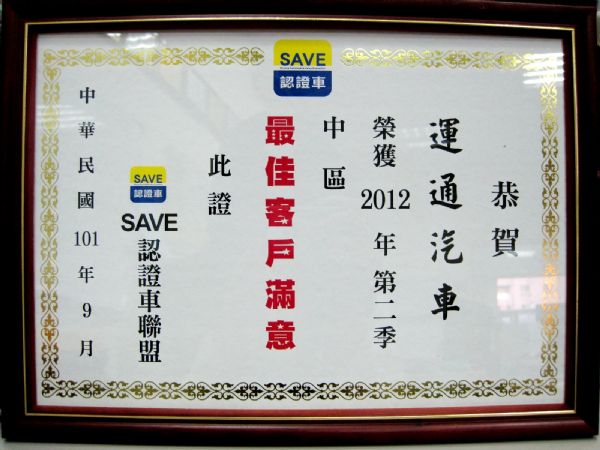 SAVE
認證車
恭賀
運通汽車
榮獲2012年第二季
中區
最佳客戶滿意
此證
SAVE
認證車
SAVE
認證車聯盟
中華民國101年9月